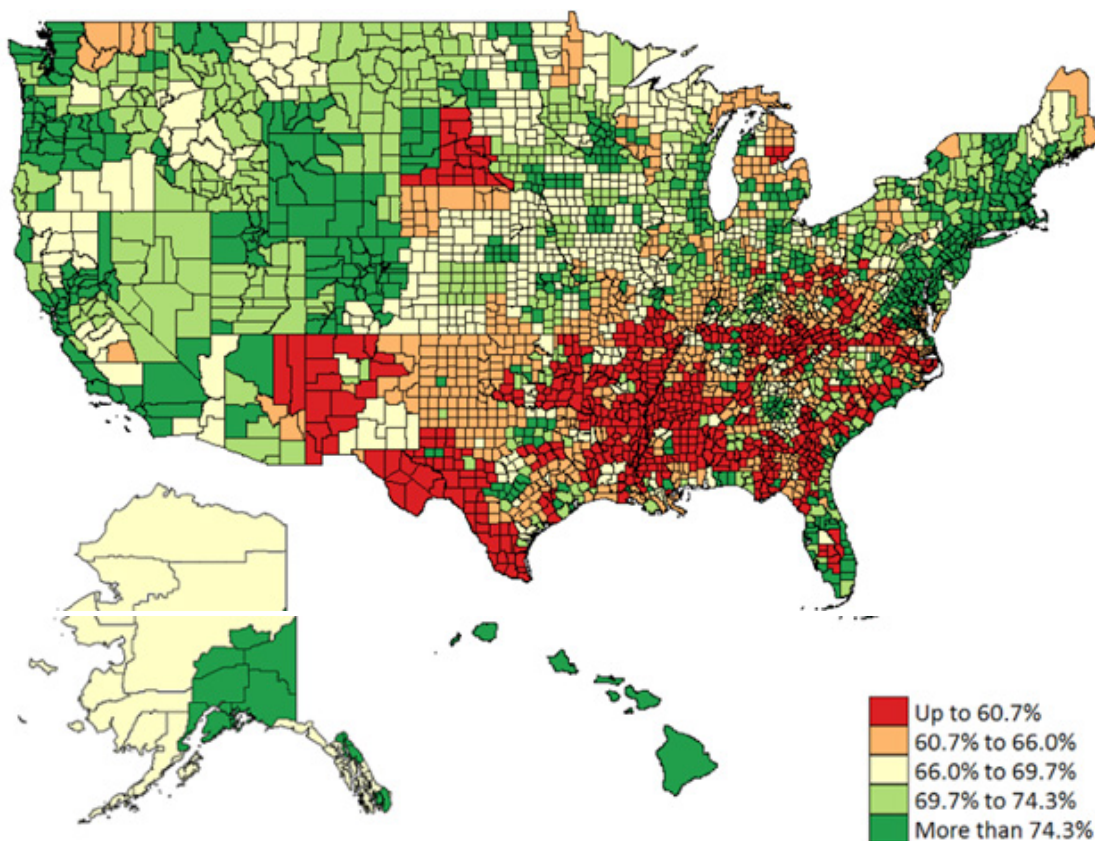 Up to 60.7%
60.7% to 66.0%
66.0% to 69.7%
69.7% to 74.3%
More than 74.3%